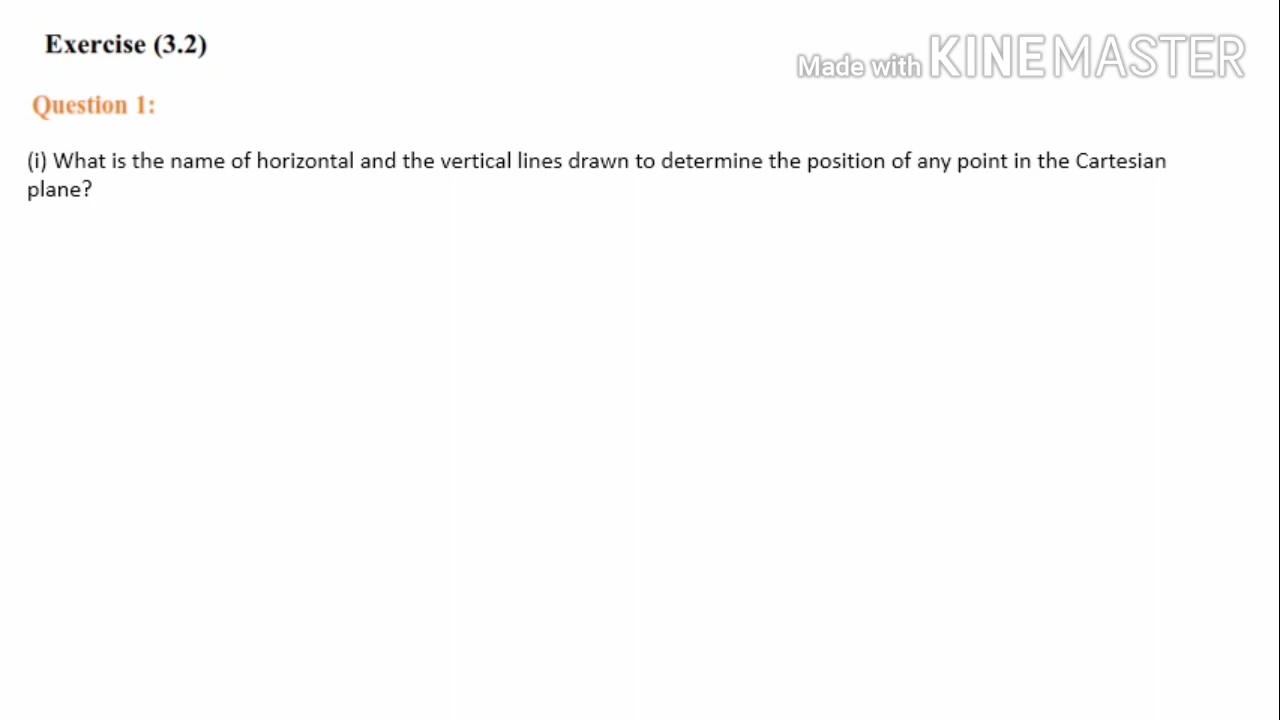 Exercise (3.2)
Made with KINEMASTER
Question 1:
(i) What is the name of horizontal and the vertical lines drawn to determine the position of any point in the Cartesian
plane?